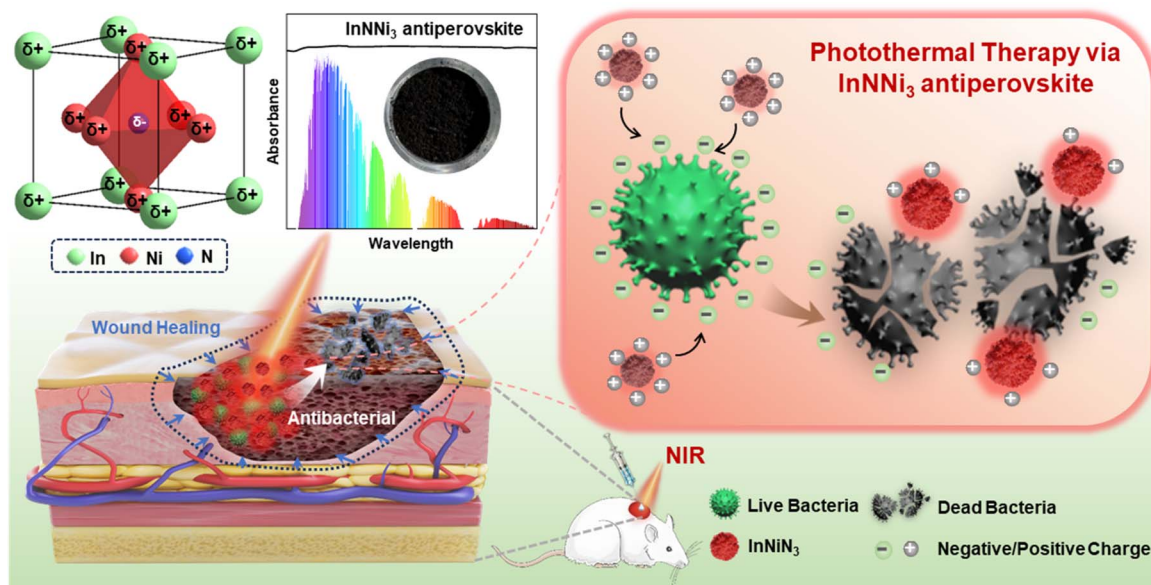 δ+ δ+
δ+ δ+
δ+ δ+
δ+ δ- δ+
δ+ δ+
δ+ δ+ δ+
δ+ δ+
In Ni N
InNNi₃ antiperovskite
Absorbance
Wavelength
Photothermal Therapy via
InNNi₃ antiperovskite
Wound Healing
Antibacterial
NIR
Live Bacteria
Dead Bacteria
InNiN₃
Negative/Positive Charge